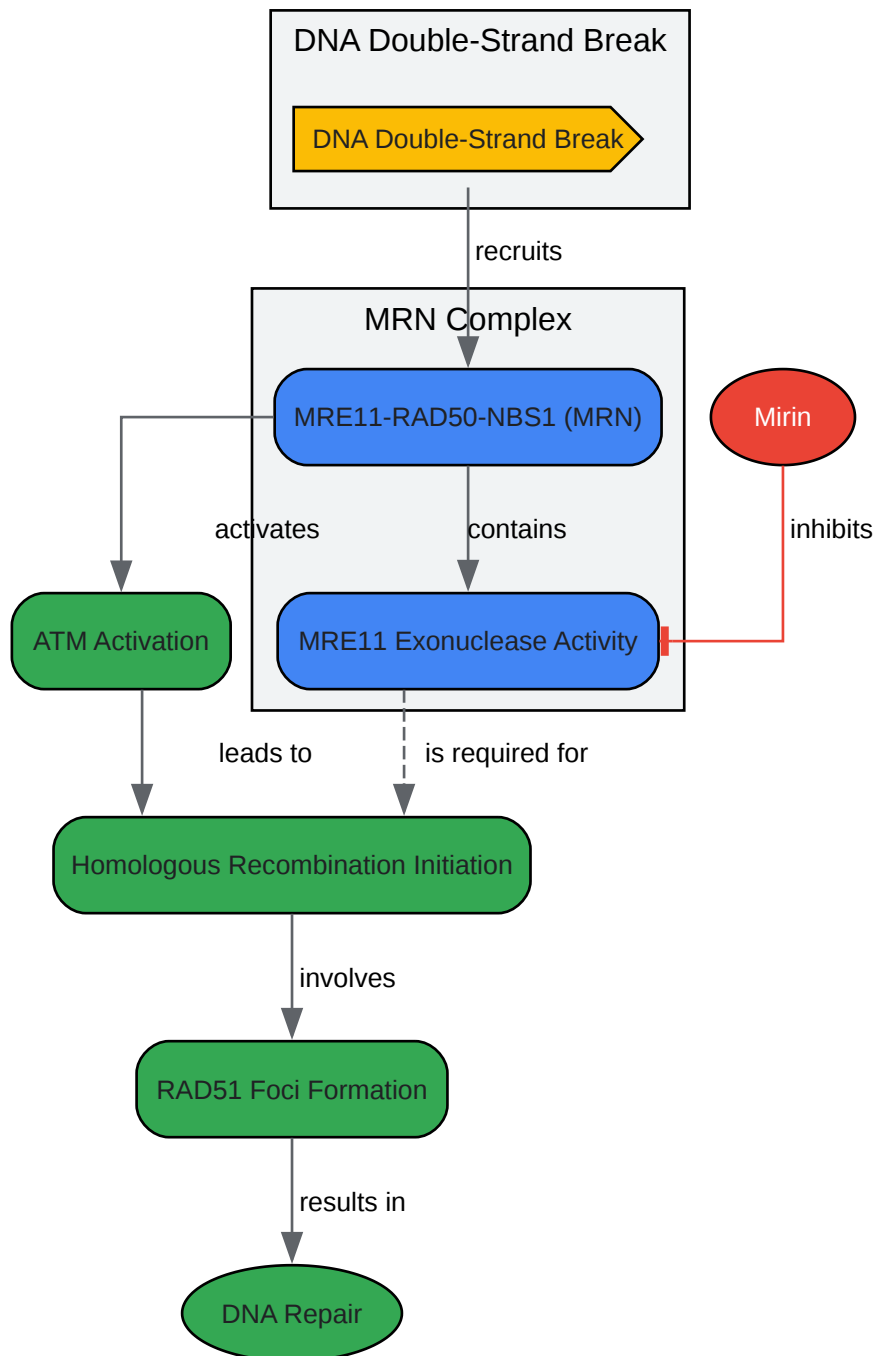 DNA Double-Strand Break
DNA Double-Strand Break
recruits
MRN Complex
MRE11-RAD50-NBS1 (MRN)
Mirin
activates
contains
inhibits
ATM Activation
MRE11 Exonuclease Activity
leads to
is required for
Homologous Recombination Initiation
involves
RAD51 Foci Formation
results in
DNA Repair